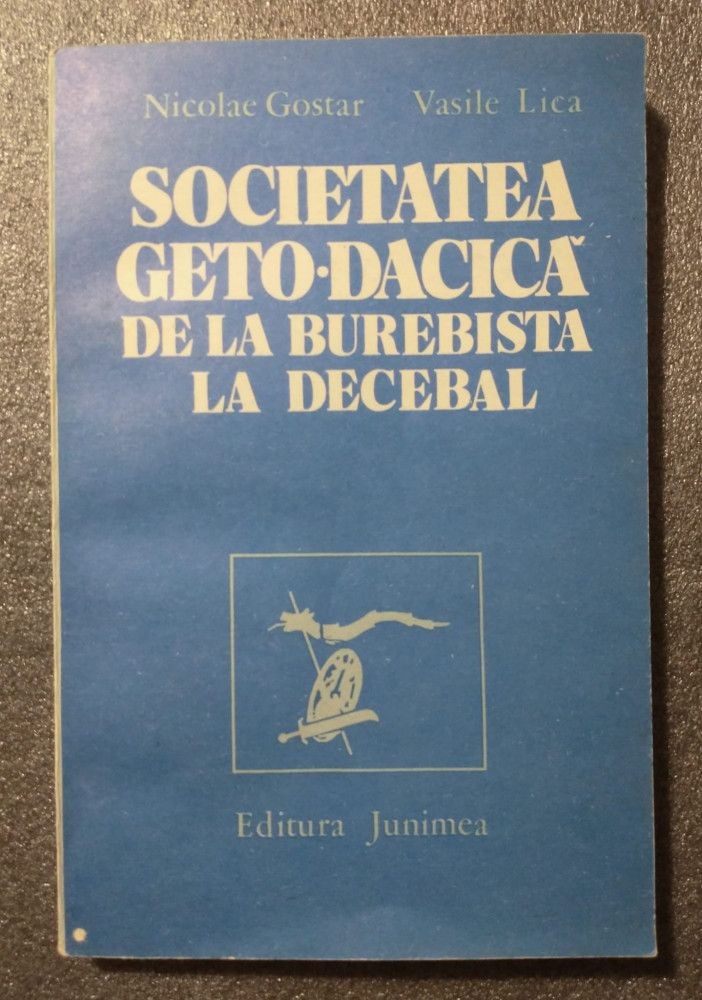 Nicolae Gostar Vasile Lica
SOCIETATEA
GETO·DACICĂ
DE LA BUREBISTA
LA DECEBAL
Editura Junimea